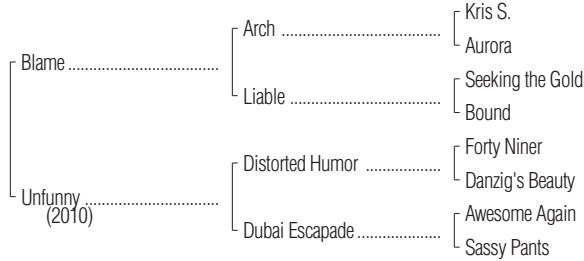 Kris S.
Arch ........................................
Aurora
Blame ......................................
Seeking the Gold
Liable ......................................
Bound
Forty Niner
Distorted Humor ...................
Danzig's Beauty
Unfunny ..................................
(2010)
Awesome Again
Dubai Escapade.....................
Sassy Pants